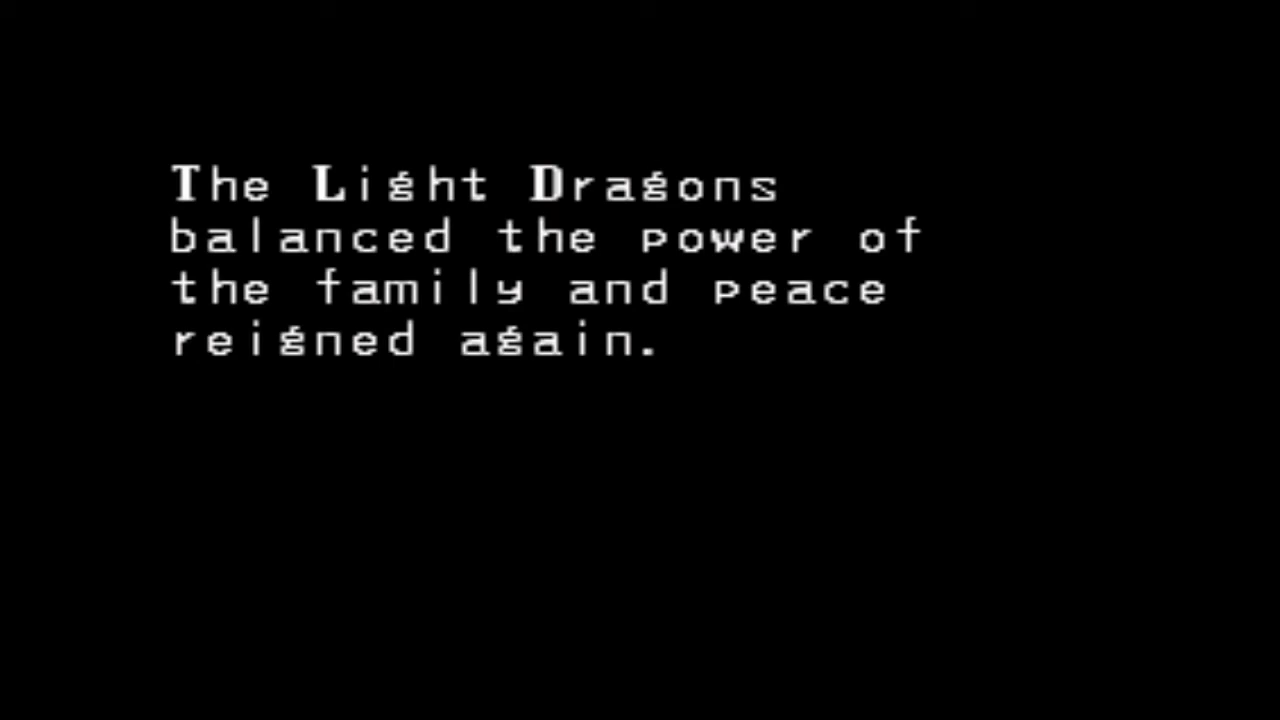 The Light Dragons
balanced the power of
the family and peace
reigned again.